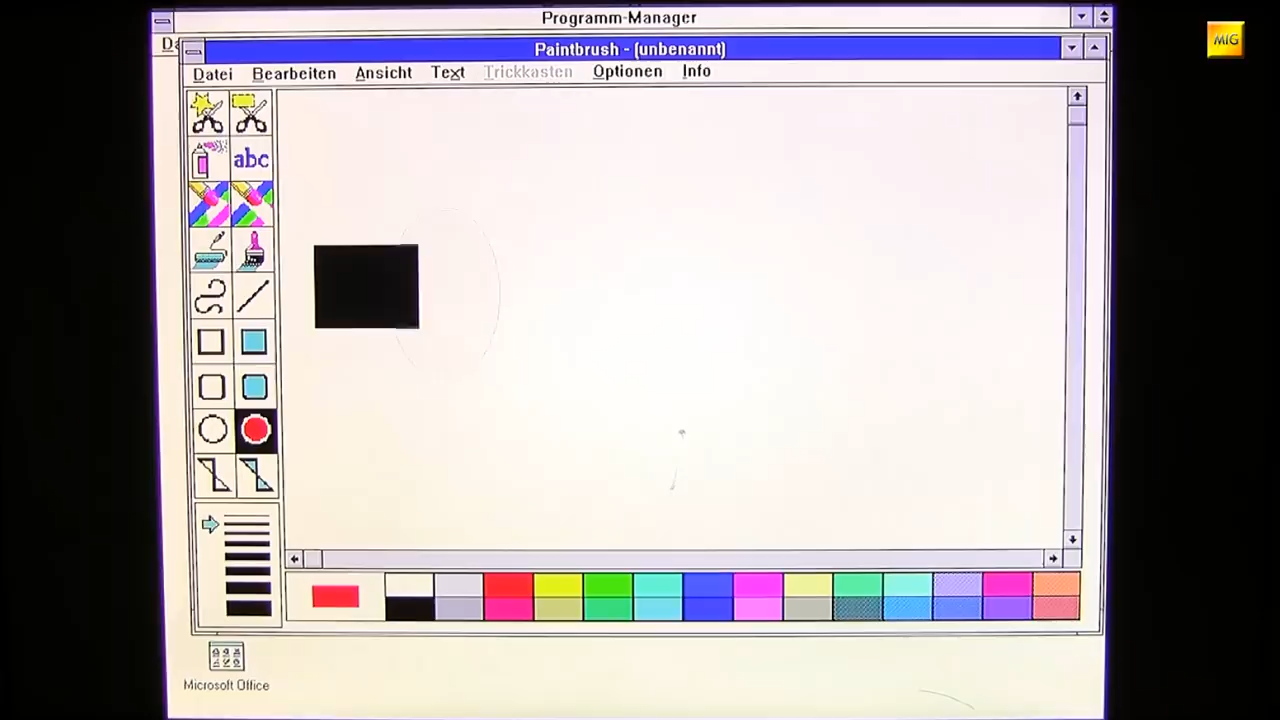 Programm-Manager
Paintbrush - (unbenannt)
Datei Bearbeiten Ansicht Text Trickkasten Optionen Info
abc
Microsoft Office
MIG